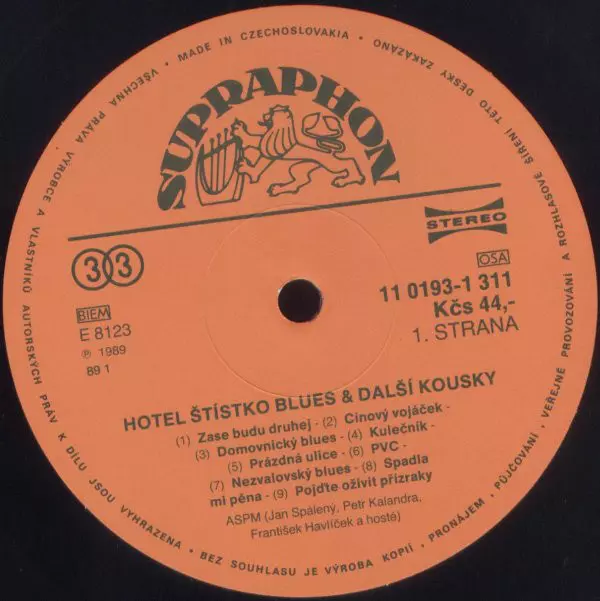 VŠECHNA PRÁVA VÝROBCE A VLASTNÍKŮ AUTORSKÝCH PRÁV K DÍLU JSOU VYHRAZENA • BEZ SOUHLASU JE VÝROBA KOPIÍ, PRONÁJEM, PŮJČOVÁNÍ, VEŘEJNÉ PROVOZOVÁNÍ A ROZHLASOVÉ ŠÍŘENÍ TÉTO DESKY ZAKÁZÁNO • MADE IN CZECHOSLOVAKIA •
SUPRAPHON
STEREO
33
OSA
11 0193-1 311
BIEM
Kčs 44,-
E 8123
1. STRANA
℗ 1989
89 1
HOTEL ŠTÍSTKO BLUES & DALŠÍ KOUSKY
(1) Zase budu druhej - (2) Cínový vojáček -
(3) Domovnický blues - (4) Kulečník -
(5) Prázdná ulice - (6) PVC -
(7) Nezvalovský blues - (8) Spadla
mi pěna - (9) Pojďte oživit přízraky
ASPM (Jan Spálený, Petr Kalandra,
František Havlíček a hosté)